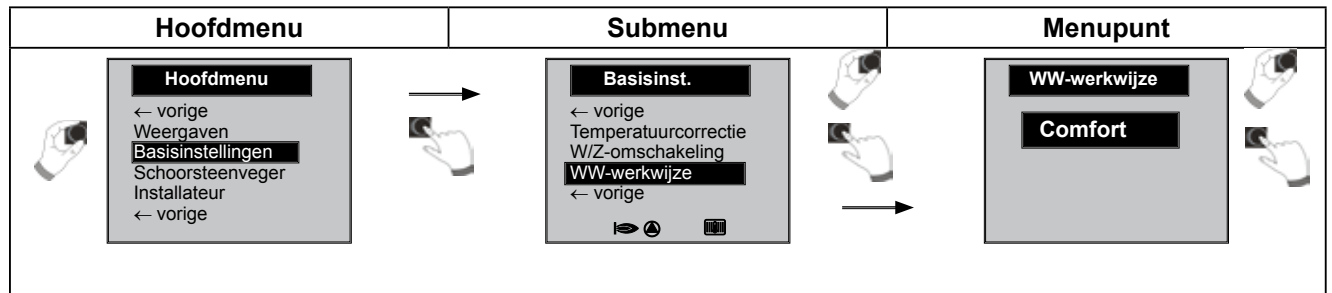 Hoofdmenu
Submenu
Menupunt
Hoofdmenu
← vorige
Weergaven
Basisinstellingen
Schoorsteenveger
Installateur
← vorige
Basisinst.
← vorige
Temperatuurcorrectie
W/Z-omschakeling
WW-werkwijze
← vorige
WW-werkwijze
Comfort